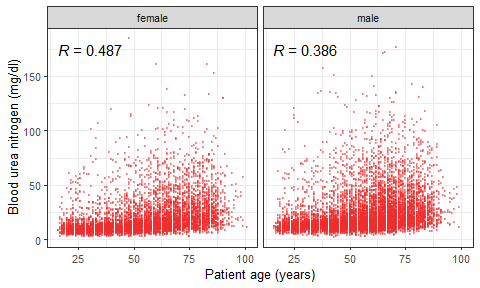 female
male
R = 0.487
R = 0.386
150
100
50
0
25 50 75 100
25 50 75 100
Blood urea nitrogen (mg/dl)
Patient age (years)